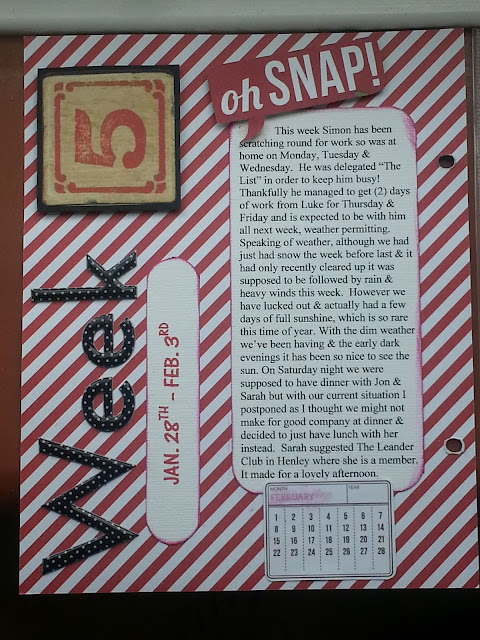 5
oh SNAP!
Week
JAN. 28TH - FEB. 3RD
This week Simon has been
scratching round for work so was at
home on Monday, Tuesday &
Wednesday. He was delegated "The
List" in order to keep him busy!
Thankfully he managed to get (2) days
of work from Luke for Thursday &
Friday and is expected to be with him
all next week, weather permitting.
Speaking of weather, although we had
just had snow the week before last & it
had only recently cleared up it was
supposed to be followed by rain &
heavy winds this week. However we
have lucked out & actually had a few
days of full sunshine, which is so rare
this time of year. With the dim weather
we've been having & the early dark
evenings it has been so nice to see the
sun. On Saturday night we were
supposed to have dinner with Jon &
Sarah but with our current situation I
postponed as I thought we might not
make for good company at dinner &
decided to just have lunch with her
instead. Sarah suggested The Leander
Club in Henley where she is a member.
It made for a lovely afternoon.
MONTH YEAR
FEBRUARY
1 2 3 4 5 6 7
8 9 10 11 12 13 14
15 16 17 18 19 20 21
22 23 24 25 26 27 28